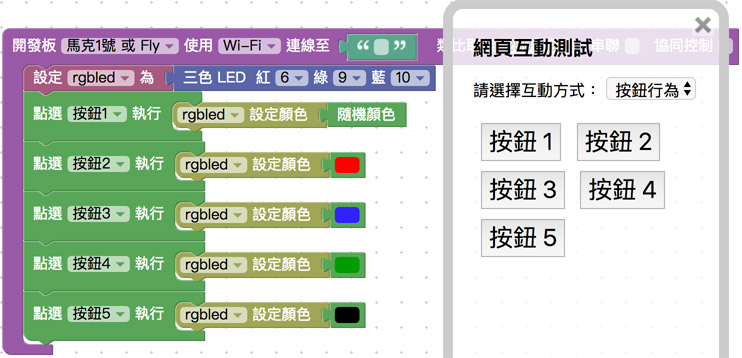 開發板 馬克1號 或 Fly 使用 Wi-Fi 連線至 “ ” 串聯 協同控制
設定 rgbled 為 三色 LED 紅 6 綠 9 藍 10
點選 按鈕1 執行 rgbled 設定顏色 隨機顏色
點選 按鈕2 執行 rgbled 設定顏色
點選 按鈕3 執行 rgbled 設定顏色
點選 按鈕4 執行 rgbled 設定顏色
點選 按鈕5 執行 rgbled 設定顏色
網頁互動測試
請選擇互動方式： 按鈕行為
按鈕 1 按鈕 2
按鈕 3 按鈕 4
按鈕 5